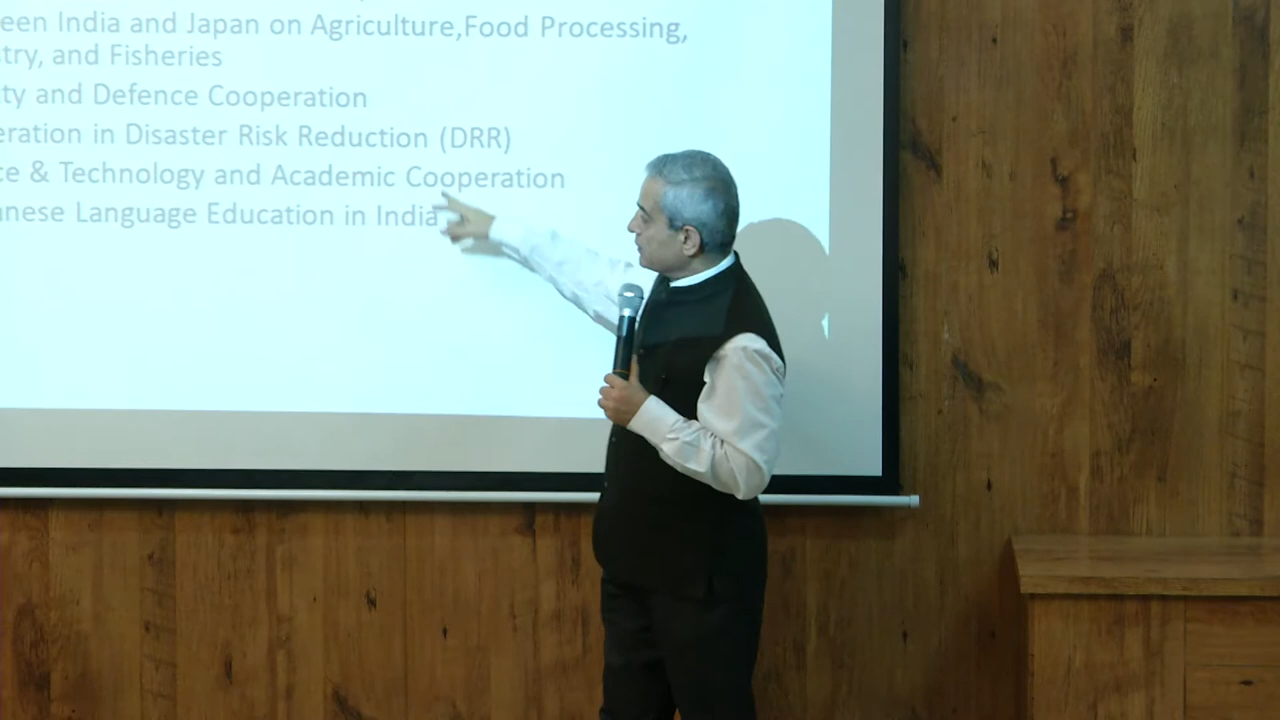 een India and Japan on Agriculture,Food Processing,
stry, and Fisheries
ty and Defence Cooperation
eration in Disaster Risk Reduction (DRR)
ce & Technology and Academic Cooperation
anese Language Education in India